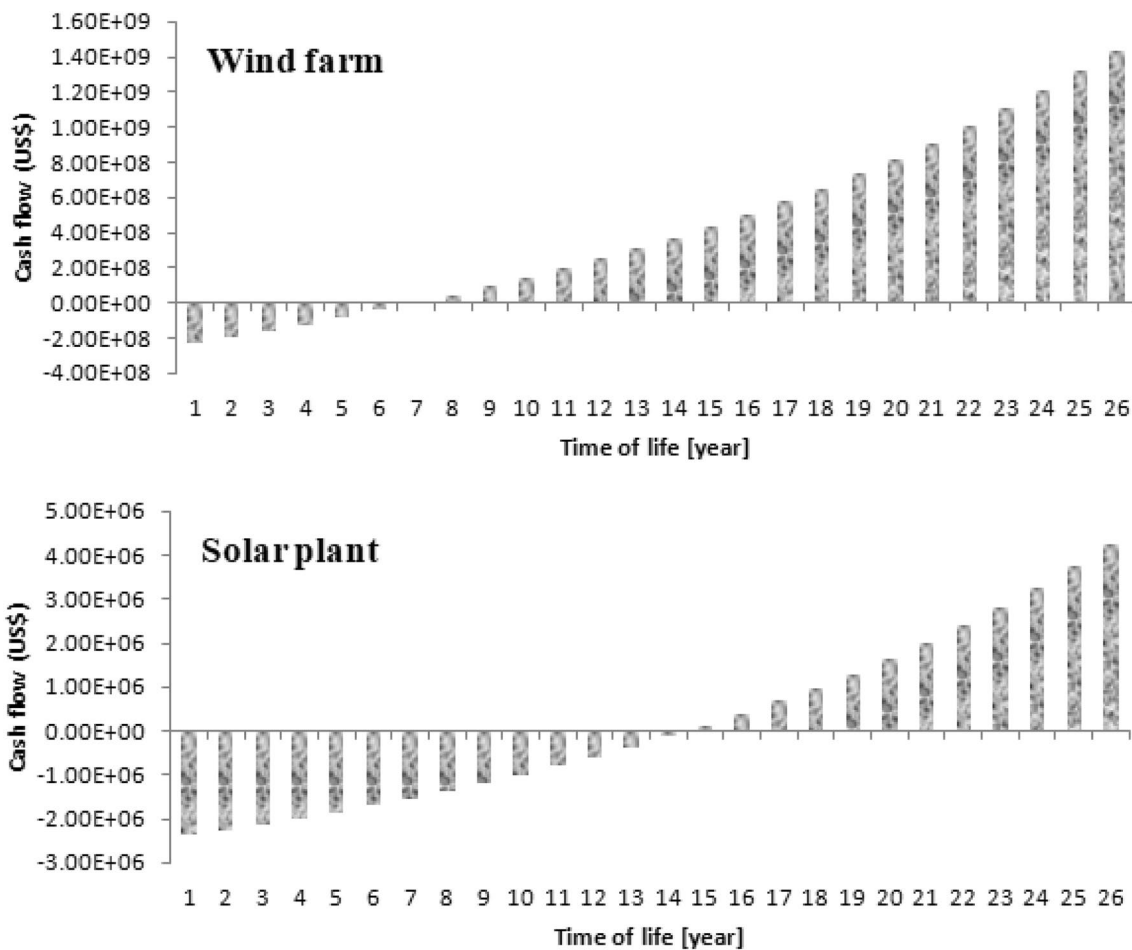 1.60E+09
1.40E+09
1.20E+09
1.00E+09
8.00E+08
6.00E+08
4.00E+08
2.00E+08
0.00E+00
-2.00E+08
-4.00E+08
Cash flow (US$)
Wind farm
1 2 3 4 5 6 7 8 9 10 11 12 13 14 15 16 17 18 19 20 21 22 23 24 25 26
Time of life [year]
5.00E+06
4.00E+06
3.00E+06
2.00E+06
1.00E+06
0.00E+00
-1.00E+06
-2.00E+06
-3.00E+06
Cash flow (US$)
Solar plant
1 2 3 4 5 6 7 8 9 10 11 12 13 14 15 16 17 18 19 20 21 22 23 24 25 26
Time of life [year]